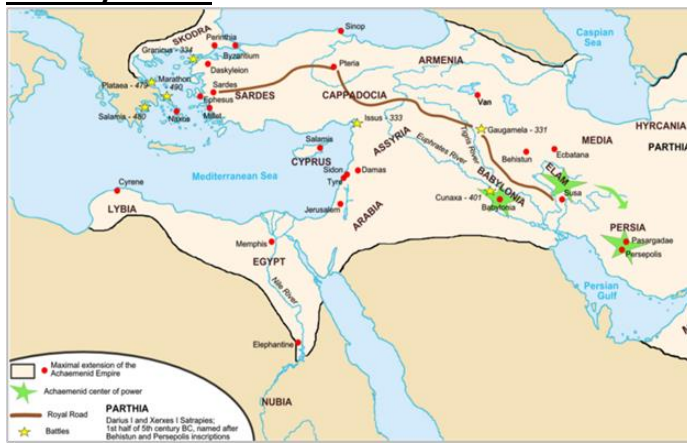 Sinop
Caspian
Sea
SKODRA
Perinthia
Byzantium
Granicus - 334
Daskyleion
Pteria
ARMENIA
Plataea - 479
Marathon
- 490
Sardes
SARDES
CAPPADOCIA
Van
Ephesus
Salamis - 480
Naxos
Millet
Issus - 333
HYRCANIA
Gaugamela - 331
MEDIA
PARTHIA
ASSYRIA
Tigris River
Euphrates River
Salamia
CYPRUS
Behistun
Ecbatana
Mediterranean Sea
Sidon
Tyre
Damas
BABYLONIA
ELAM
Cyrene
Cunaxa - 401
Babylonia
Susa
LYBIA
Jerusalem
ARABIA
PERSIA
Memphis
Pasargadae
Persepolis
EGYPT
Nile River
Persian
Gulf
Elephantine
NUBIA
Maximal extension of the
Achaemenid Empire
Achaemenid center of power
Royal Road
Battles
PARTHIA
Darius I and Xerxes I Satrapies;
1st half of 5th century BC, named after
Behistun and Persepolis inscriptions